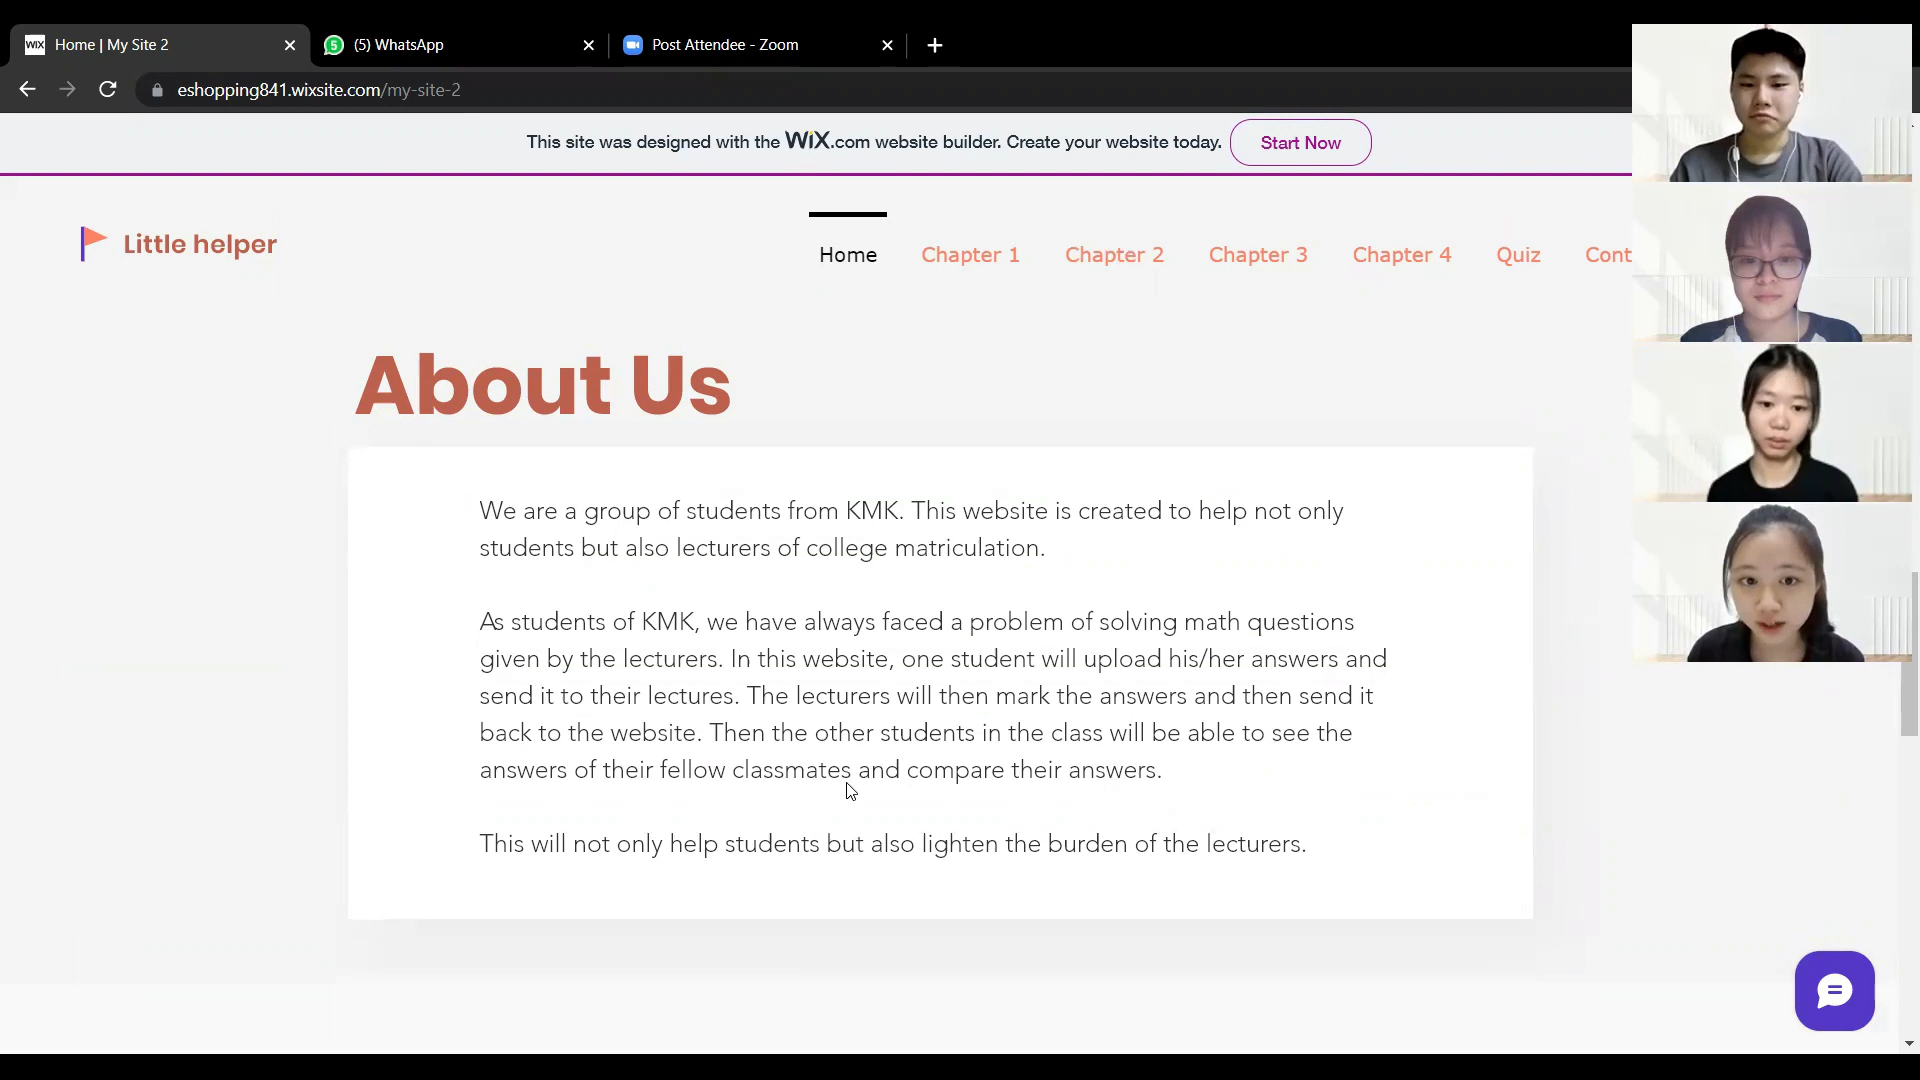 WiX Home | My Site 2
5 (5) WhatsApp
Post Attendee - Zoom
eshopping841.wixsite.com/my-site-2
This site was designed with the WiX.com website builder. Create your website today. Start Now
Little helper
Home Chapter 1 Chapter 2 Chapter 3 Chapter 4 Quiz Cont
About Us
We are a group of students from KMK. This website is created to help not only
students but also lecturers of college matriculation.
As students of KMK, we have always faced a problem of solving math questions
given by the lecturers. In this website, one student will upload his/her answers and
send it to their lectures. The lecturers will then mark the answers and then send it
back to the website. Then the other students in the class will be able to see the
answers of their fellow classmates and compare their answers.
This will not only help students but also lighten the burden of the lecturers.